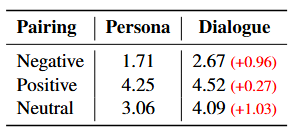 Pairing Persona Dialogue
Negative 1.71 2.67 (+0.96)
Positive 4.25 4.52 (+0.27)
Neutral 3.06 4.09 (+1.03)